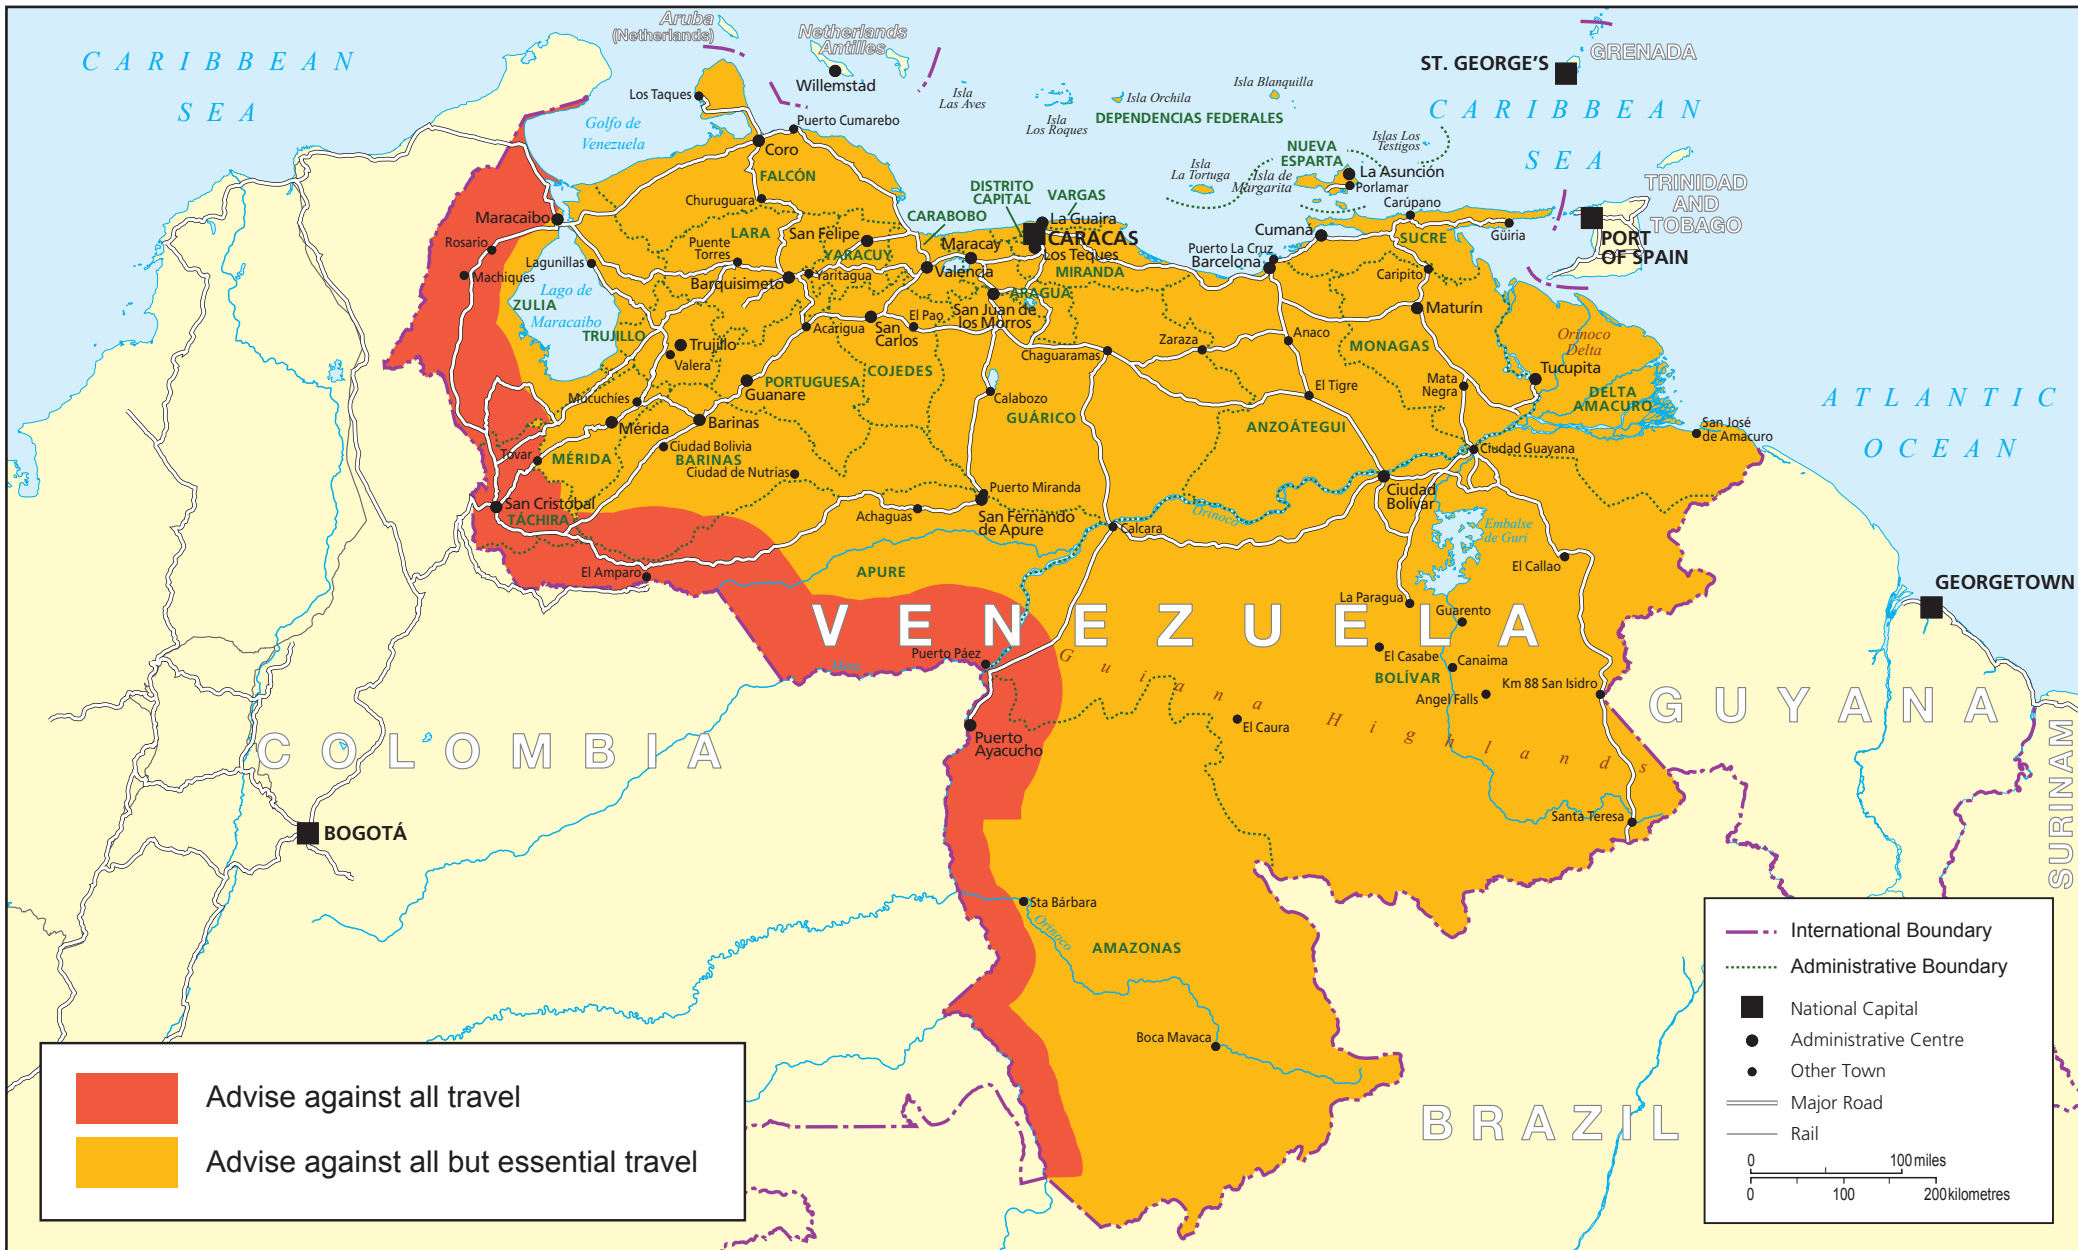 Aruba
(Netherlands)
Netherlands
Antilles
Willemstad
CARIBBEAN
SEA
Los Taques
Golfo de
Venezuela
Puerto Cumarebo
Coro
FALCÓN
Churuguara
Isla
Las Aves
Isla
Los Roques
Isla Orchila
Isla Blanquilla
DEPENDENCIAS FEDERALES
ST. GEORGE'S
GRENADA
CARIBBEAN
SEA
Islas Los
Testigos
NUEVA
ESPARTA
Isla
La Tortuga
Isla de
Margarita
La Asunción
Porlamar
Carúpano
TRINIDAD
AND
TOBAGO
PORT
OF SPAIN
DISTRITO
CAPITAL
VARGAS
La Guaira
CARACAS
Los Teques
MIRANDA
CARABOBO
Maracay
Valencia
ARAGUA
San Juan de
los Morros
Maracaibo
Rosario
Machiques
Lagunillas
ZULIA
Lago de
Maracaibo
LARA
Puente
Torres
San Felipe
YARACUY
Yaritagua
Barquisimeto
Acarigua
San
Carlos
El Pao
TRUJILLO
Trujillo
Valera
PORTUGUESA
Guanare
COJEDES
Mucuchíes
Mérida
Barinas
Ciudad Bolivia
BARINAS
Ciudad de Nutrias
Tovar
MÉRIDA
San Cristóbal
TÁCHIRA
El Amparo
Achaguas
Puerto Miranda
San Fernando
de Apure
APURE
Calabozo
GUÁRICO
Chaguaramas
Zaraza
Calcara
Cumaná
Puerto La Cruz
Barcelona
SUCRE
Güiria
Caripito
Maturín
Anaco
MONAGAS
El Tigre
ANZOÁTEGUI
Mata
Negra
Orinoco
Delta
Tucupita
DELTA
AMACURO
San José
de Amacuro
ATLANTIC
OCEAN
Ciudad Guayana
Ciudad
Bolívar
Orinoco
Embalse
de Guri
El Callao
La Paragua
Guarento
El Casabe
Canaima
BOLÍVAR
Angel Falls
Km 88 San Isidro
El Caura
Santa Teresa
Guiana Highlands
VENEZUELA
Meta
Puerto Páez
Puerto
Ayacucho
Sta Bárbara
Orinoco
AMAZONAS
Boca Mavaca
COLOMBIA
BOGOTÁ
GEORGETOWN
GUYANA
SURINAM
BRAZIL
Advise against all travel
Advise against all but essential travel
International Boundary
Administrative Boundary
National Capital
Administrative Centre
Other Town
Major Road
Rail
0 100 miles
0 100 200 kilometres